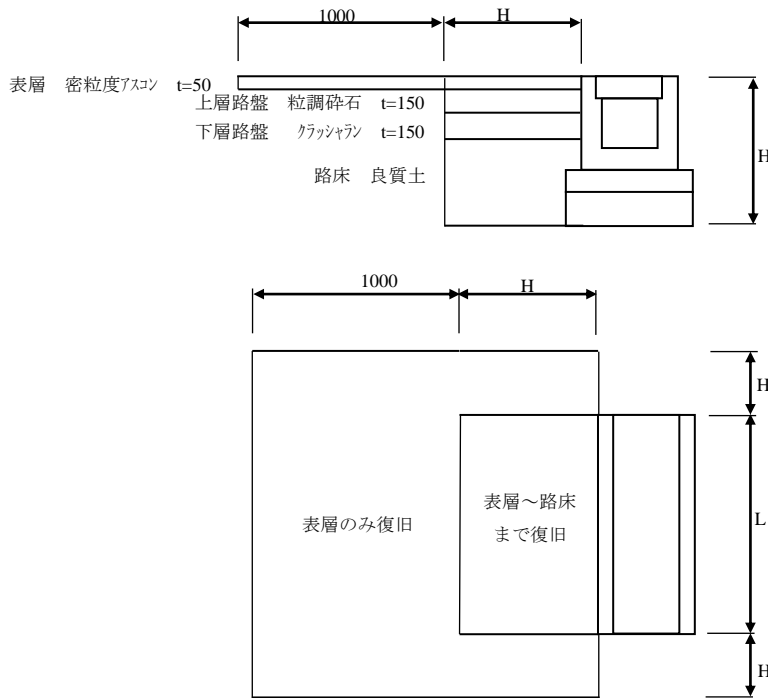 1000
H
表層　密粒度ｱｽｺﾝ　t=50
上層路盤　粒調砕石　t=150
下層路盤　ｸﾗｯｼｬﾗﾝ　t=150
路床　良質土
H
1000
H
H
表層のみ復旧
表層～路床
まで復旧
L
H